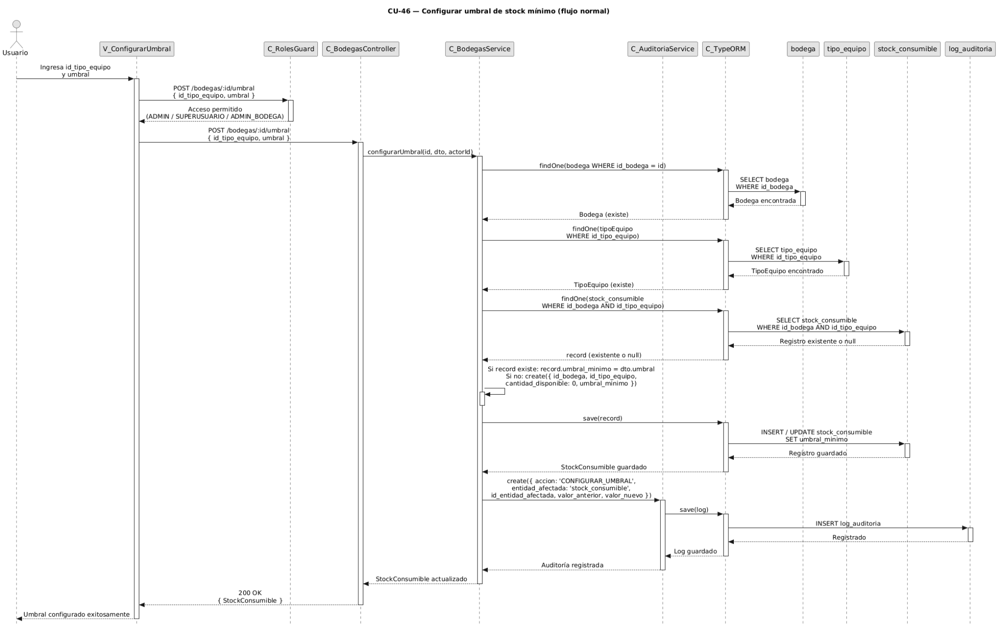 CU-46 — Configurar umbral de stock mínimo (flujo normal)
Usuario
V_ConfigurarUmbral
C_RolesGuard
C_BodegasController
C_BodegasService
C_AuditoriaService
C_TypeORM
bodega
tipo_equipo
stock_consumible
log_auditoria
Ingresa id_tipo_equipo
y umbral
POST /bodegas/:id/umbral
{ id_tipo_equipo, umbral }
Acceso permitido
(ADMIN / SUPERUSUARIO / ADMIN_BODEGA)
POST /bodegas/:id/umbral
{ id_tipo_equipo, umbral }
configurarUmbral(id, dto, actorId)
findOne(bodega WHERE id_bodega = id)
SELECT bodega
WHERE id_bodega
Bodega encontrada
Bodega (existe)
findOne(tipoEquipo
WHERE id_tipo_equipo)
SELECT tipo_equipo
WHERE id_tipo_equipo
TipoEquipo encontrado
TipoEquipo (existe)
findOne(stock_consumible
WHERE id_bodega AND id_tipo_equipo)
SELECT stock_consumible
WHERE id_bodega AND id_tipo_equipo
Registro existente o null
record (existente o null)
Si record existe: record.umbral_minimo = dto.umbral
Si no: create({ id_bodega, id_tipo_equipo,
cantidad_disponible: 0, umbral_minimo })
save(record)
INSERT / UPDATE stock_consumible
SET umbral_minimo
Registro guardado
StockConsumible guardado
create({ accion: 'CONFIGURAR_UMBRAL',
entidad_afectada: 'stock_consumible',
id_entidad_afectada, valor_anterior, valor_nuevo })
save(log)
INSERT log_auditoria
Registrado
Log guardado
Auditoría registrada
StockConsumible actualizado
200 OK
{ StockConsumible }
Umbral configurado exitosamente